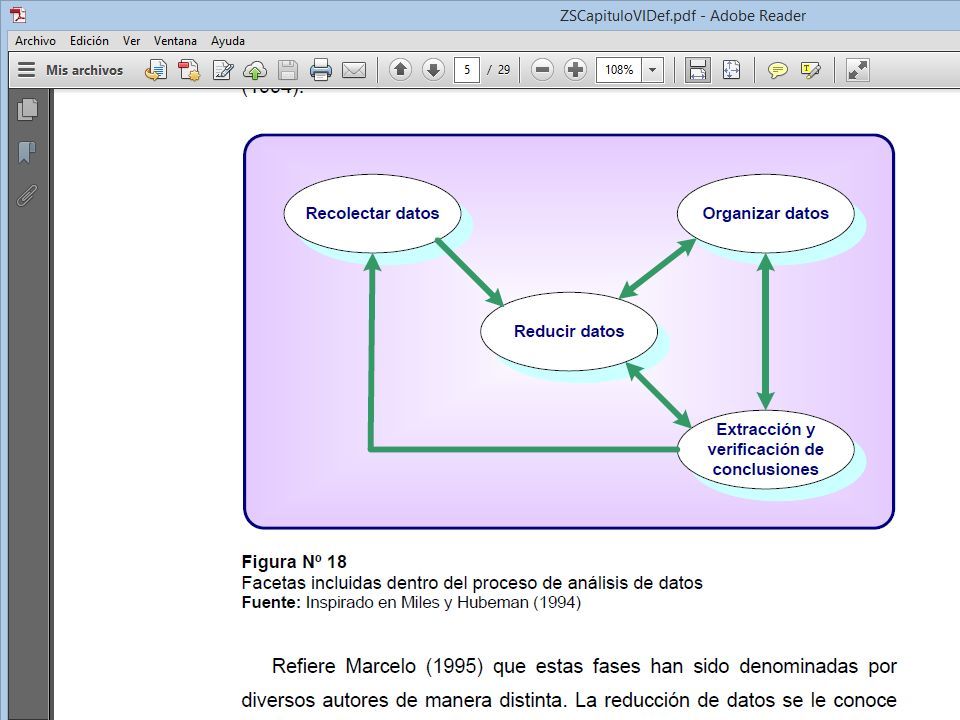 ZSCapituloVIDef.pdf - Adobe Reader
Archivo Edición Ver Ventana Ayuda
Mis archivos 5 / 29 108%
(1994).
Recolectar datos
Organizar datos
Reducir datos
Extracción y
verificación de
conclusiones
Figura Nº 18
Facetas incluidas dentro del proceso de análisis de datos
Fuente: Inspirado en Miles y Hubeman (1994)
Refiere Marcelo (1995) que estas fases han sido denominadas por
diversos autores de manera distinta. La reducción de datos se le conoce